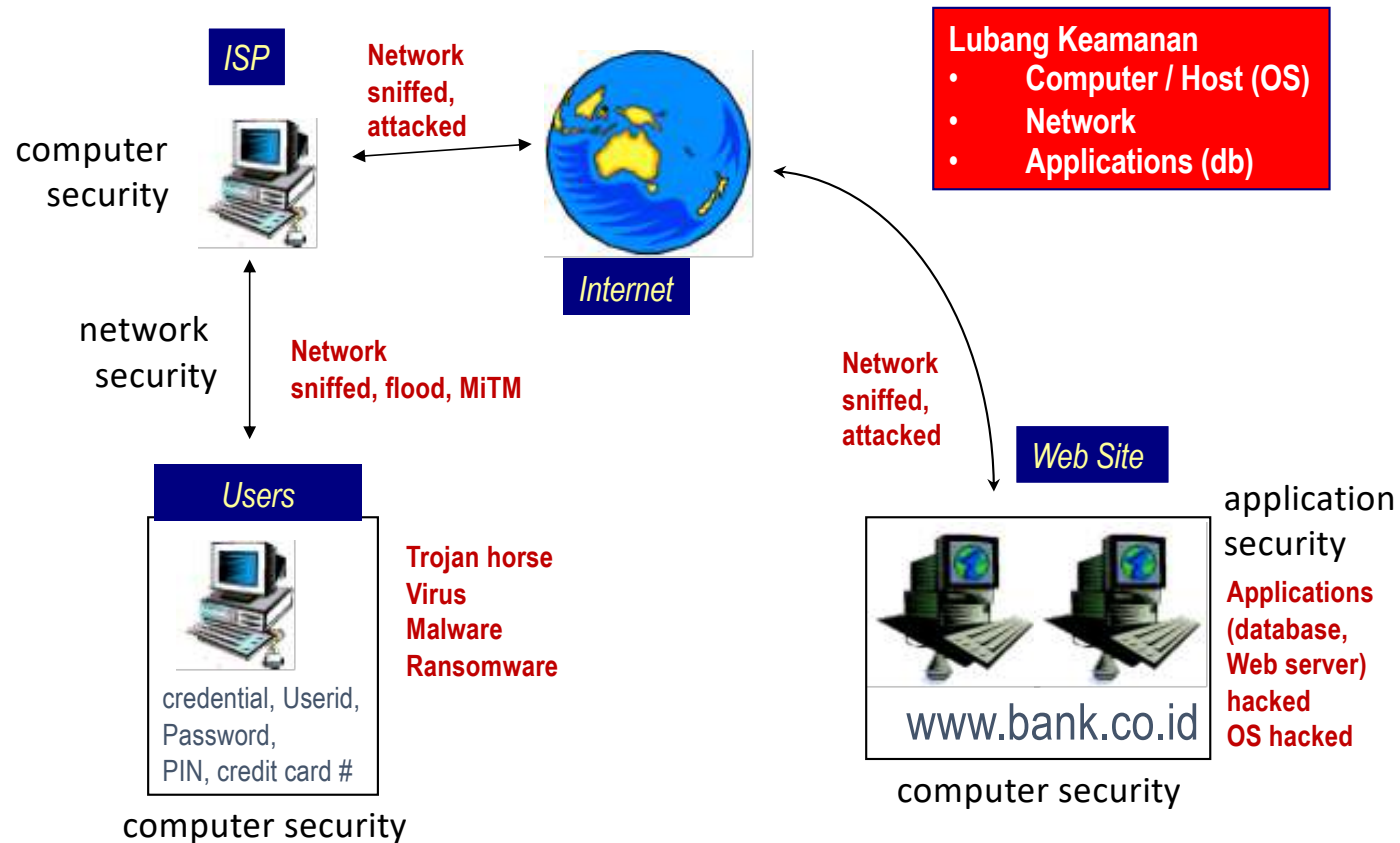 ISP
Network
sniffed,
attacked
Lubang Keamanan
• Computer / Host (OS)
• Network
• Applications (db)
computer
security
Internet
network
security
Network
sniffed, flood, MiTM
Network
sniffed,
attacked
Users
Trojan horse
Virus
Malware
Ransomware
credential, Userid,
Password,
PIN, credit card #
computer security
Web Site
application
security
Applications
(database,
Web server)
hacked
OS hacked
www.bank.co.id
computer security